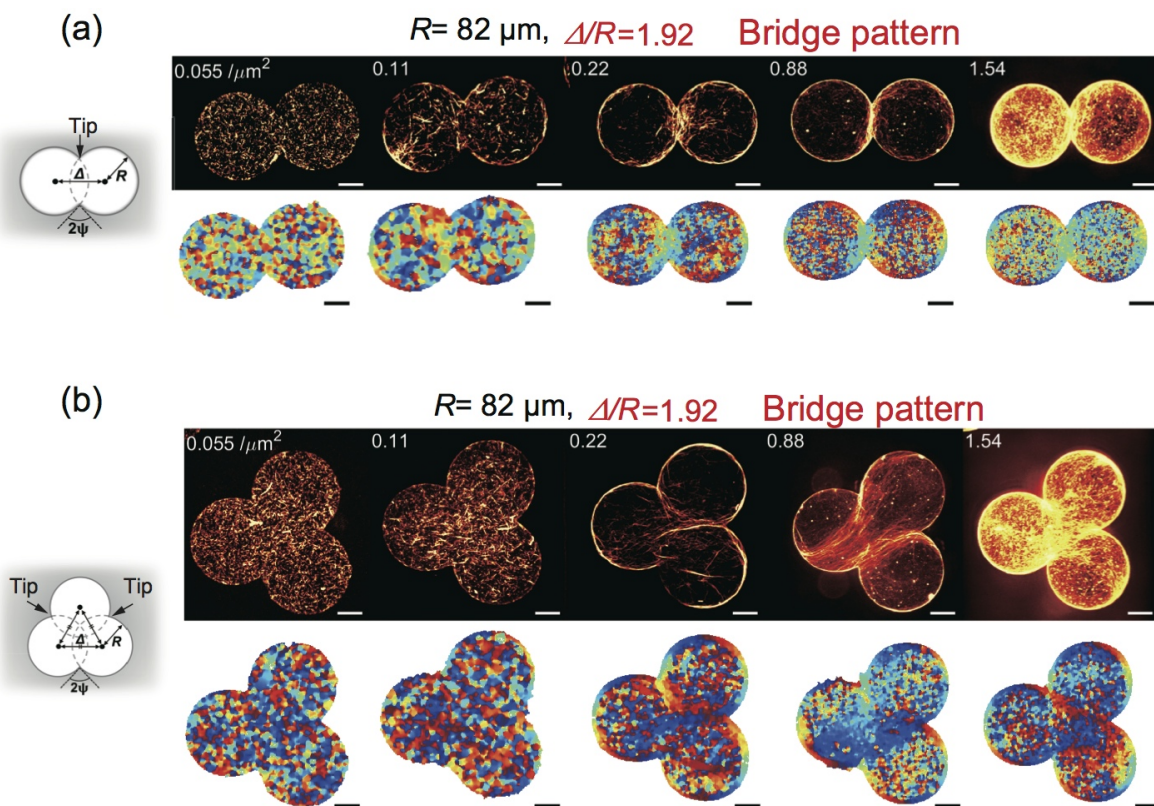 (a)
R= 82 μm, Δ/R=1.92 Bridge pattern
0.055 /μm² 0.11 0.22 0.88 1.54
Tip
Δ
R
2ψ
(b)
R= 82 μm, Δ/R=1.92 Bridge pattern
0.055 /μm² 0.11 0.22 0.88 1.54
Tip Tip
Δ
R
2ψ